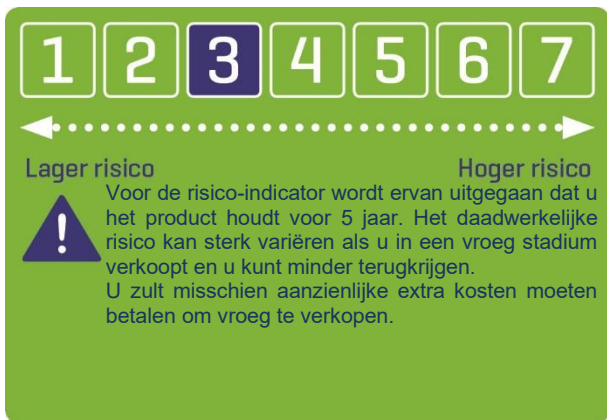 1 2 3 4 5 6 7
Lager risico Hoger risico
Voor de risico-indicator wordt ervan uitgegaan dat u
het product houdt voor 5 jaar. Het daadwerkelijke
risico kan sterk variëren als u in een vroeg stadium
verkoopt en u kunt minder terugkrijgen.
U zult misschien aanzienlijke extra kosten moeten
betalen om vroeg te verkopen.